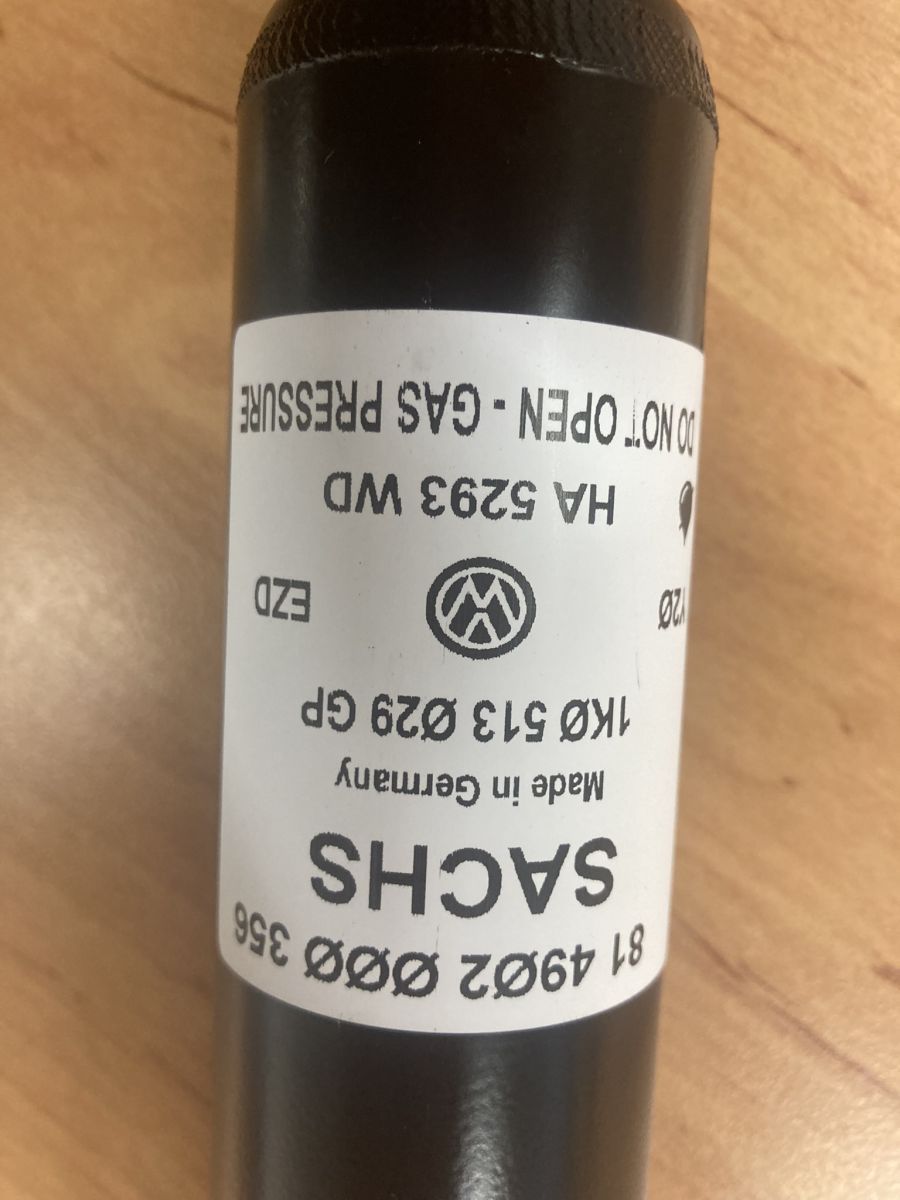 81 49Ø2 ØØØ 356
SACHS
Made in Germany
1KØ 513 Ø29 GP
Y2Ø EZD
HA 5293 WD
DO NOT OPEN - GAS PRESSURE